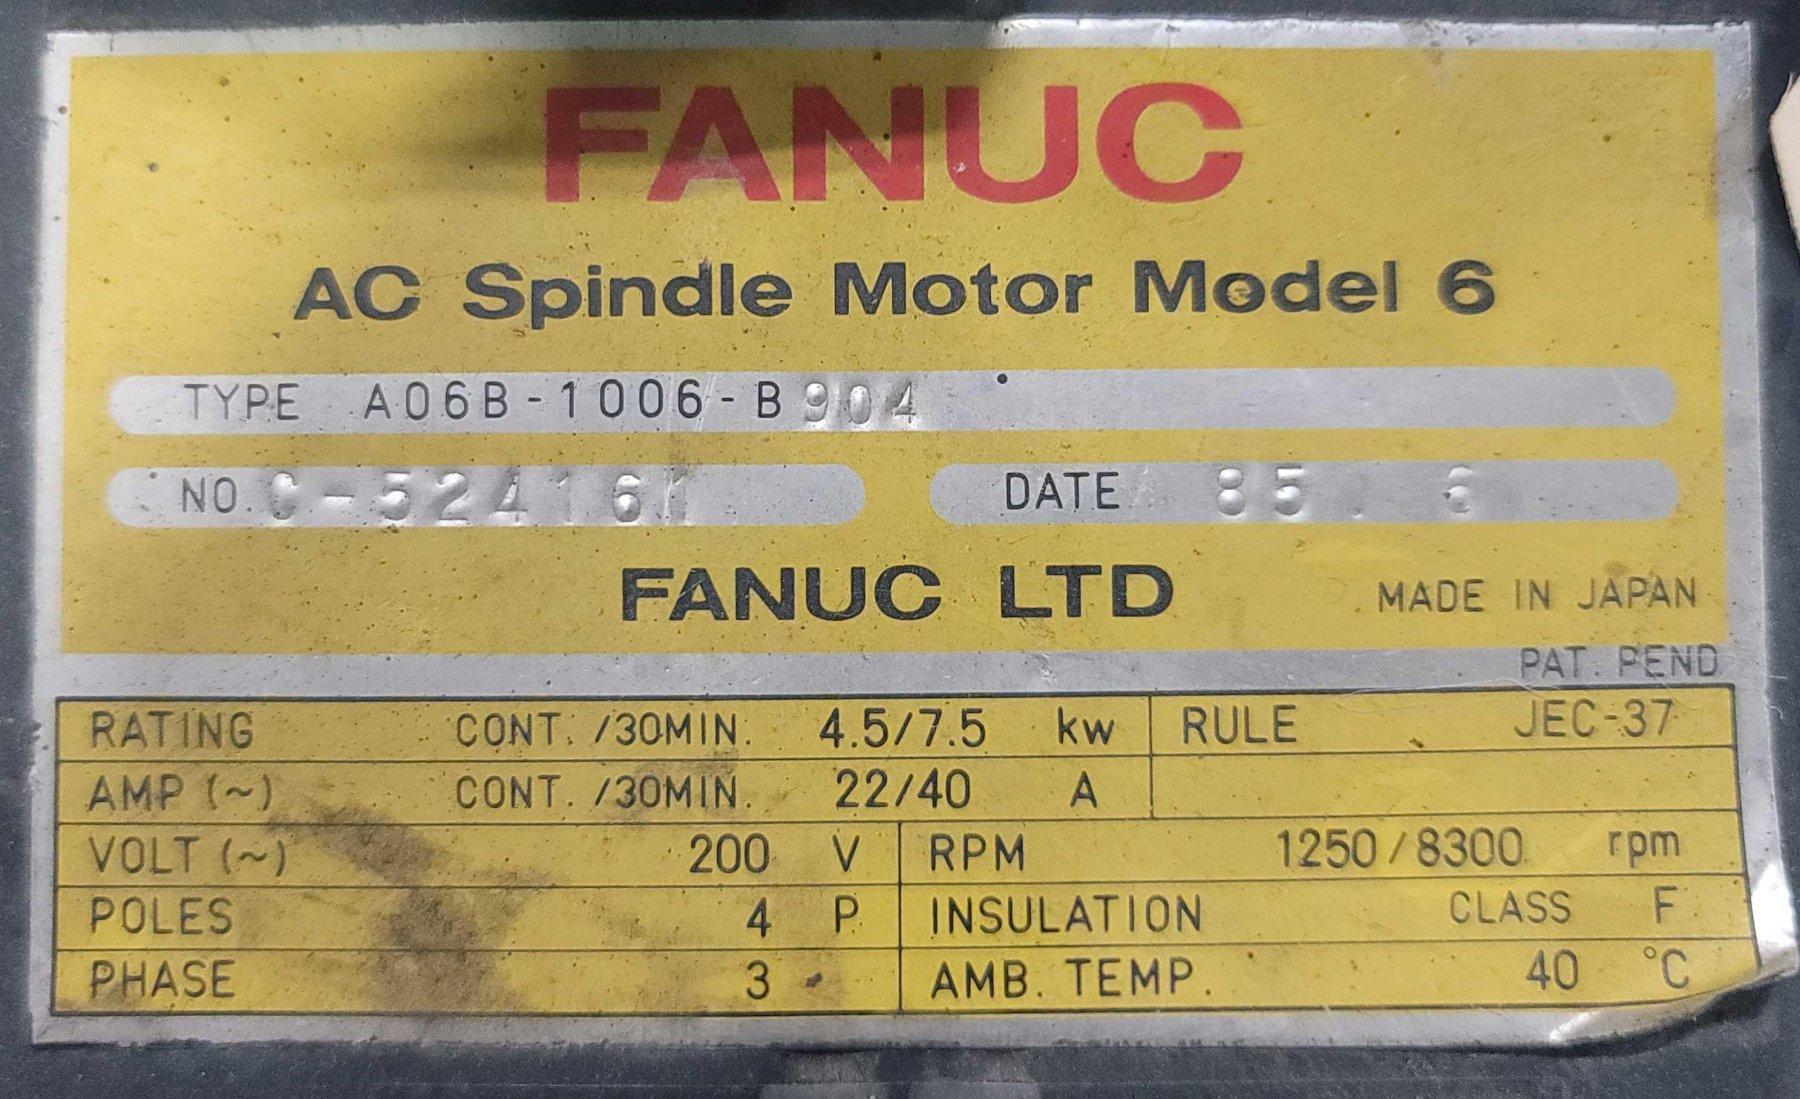 FANUC
AC Spindle Motor Model 6
TYPE A06B-1006-B904
NO. C-524161
DATE 85. 6
FANUC LTD MADE IN JAPAN
PAT. PEND
RATING CONT. /30MIN. 4.5/7.5 kw RULE JEC-37
AMP (~) CONT. /30MIN. 22/40 A
VOLT (~) 200 V RPM 1250/8300 rpm
POLES 4 P INSULATION CLASS F
PHASE 3 AMB. TEMP. 40 °C